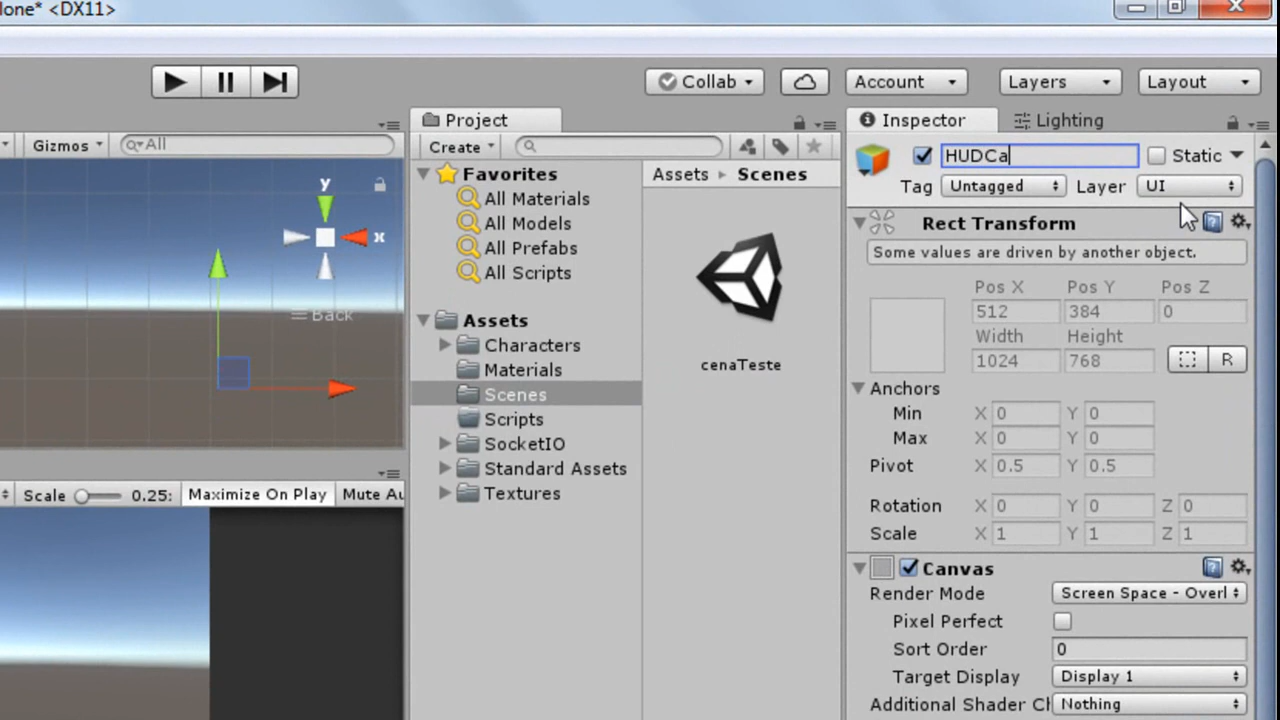 lone* <DX11>
Collab
Account
Layers
Layout
Gizmos
All
y
x
Back
Scale
0.25:
Maximize On Play
Mute Au
Project
Create
Favorites
All Materials
All Models
All Prefabs
All Scripts
Assets
Characters
Materials
Scenes
Scripts
SocketIO
Standard Assets
Textures
Assets
Scenes
cenaTeste
Inspector
Lighting
HUDCa
Static
Tag Untagged Layer UI
Rect Transform
Some values are driven by another object.
Pos X Pos Y Pos Z
512 384 0
Width Height
1024 768
R
Anchors
Min X 0 Y 0
Max X 0 Y 0
Pivot X 0.5 Y 0.5
Rotation X 0 Y 0 Z 0
Scale X 1 Y 1 Z 1
Canvas
Render Mode Screen Space - Overl
Pixel Perfect
Sort Order 0
Target Display Display 1
Additional Shader Ch Nothing